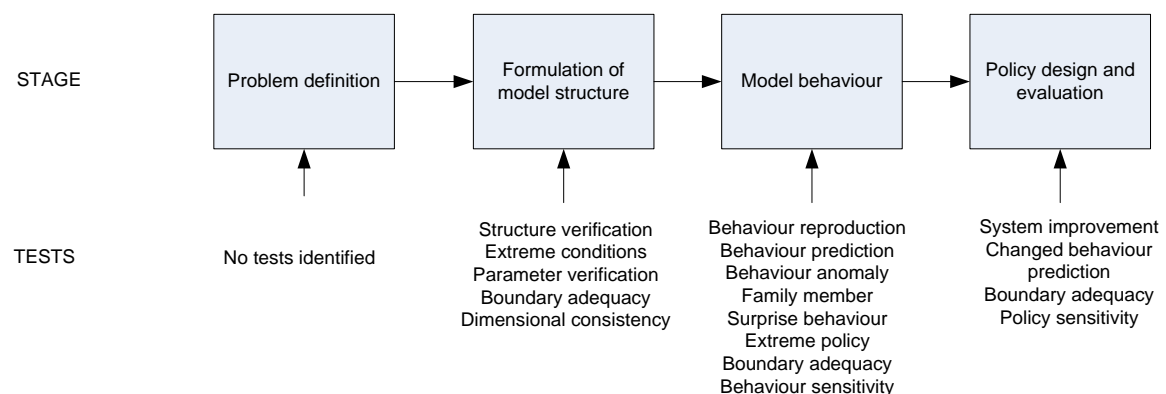 STAGE
Problem definition
Formulation of
model structure
Model behaviour
Policy design and
evaluation
TESTS
No tests identified
Structure verification
Extreme conditions
Parameter verification
Boundary adequacy
Dimensional consistency
Behaviour reproduction
Behaviour prediction
Behaviour anomaly
Family member
Surprise behaviour
Extreme policy
Boundary adequacy
Behaviour sensitivity
System improvement
Changed behaviour
prediction
Boundary adequacy
Policy sensitivity